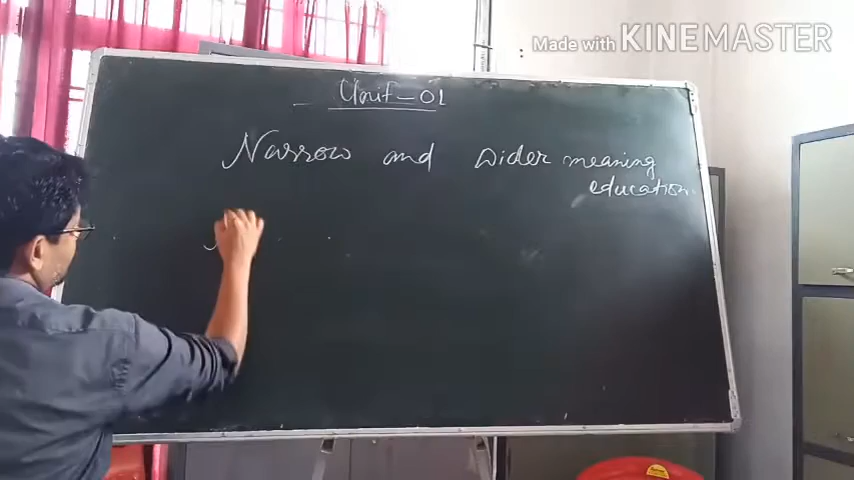 Made with KINEMASTER
Unit-01
Narrow and wider meaning
education